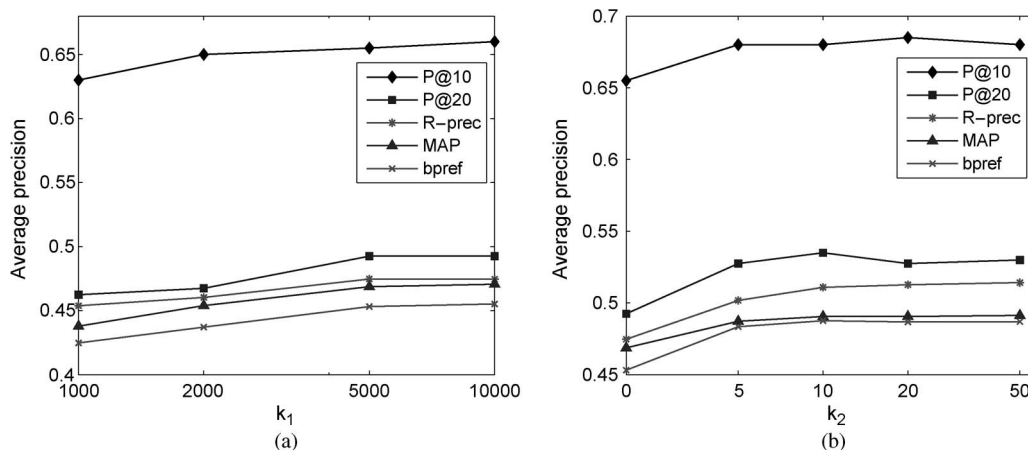 0.65
0.6
0.55
0.5
0.45
0.4
Average precision
1000 2000 5000 10000
k1
P@10
P@20
R-prec
MAP
bpref
(a)
0.7
0.65
0.6
0.55
0.5
0.45
Average precision
0 5 10 20 50
k2
P@10
P@20
R-prec
MAP
bpref
(b)